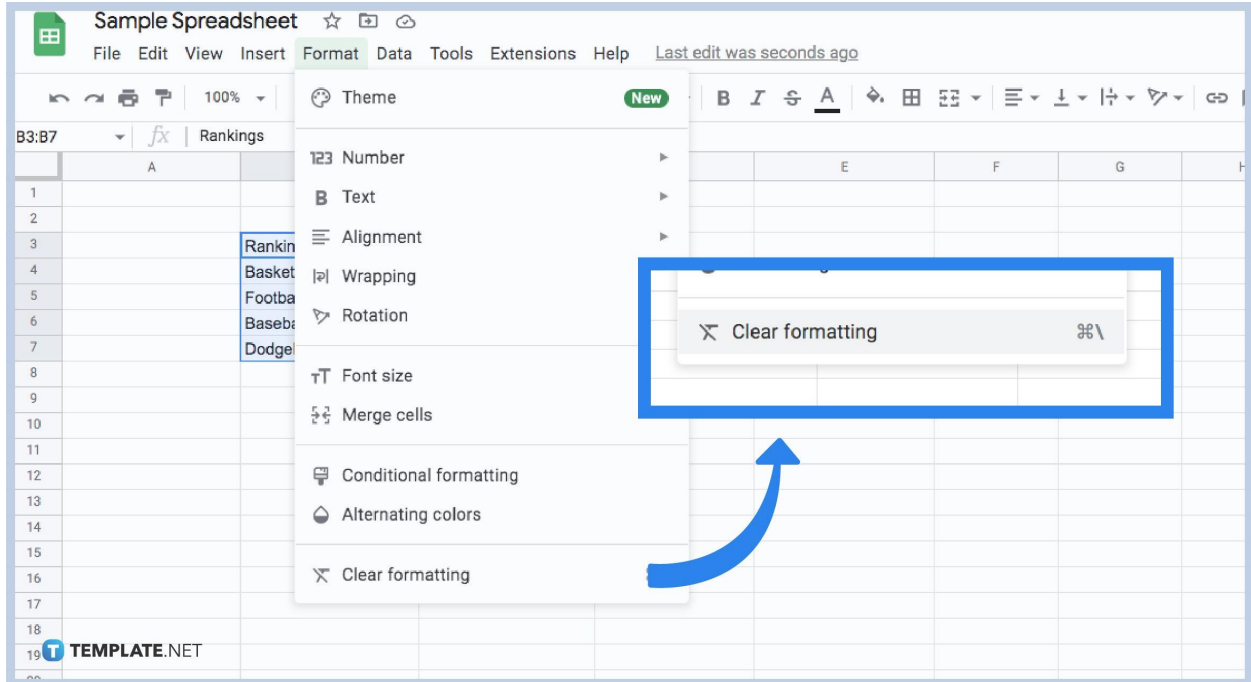 Sample Spreadsheet
File Edit View Insert Format Data Tools Extensions Help Last edit was seconds ago
100% Theme New B I S A
B3:B7 fx Rankings
A E F G
123 Number
B Text
Alignment
Wrapping
Rotation
Font size
Merge cells
Conditional formatting
Alternating colors
Clear formatting
Clear formatting ⌘\
1
2
3 Rankin
4 Basket
5 Footba
6 Baseba
7 Dodge
8
9
10
11
12
13
14
15
16
17
18
19
T TEMPLATE.NET